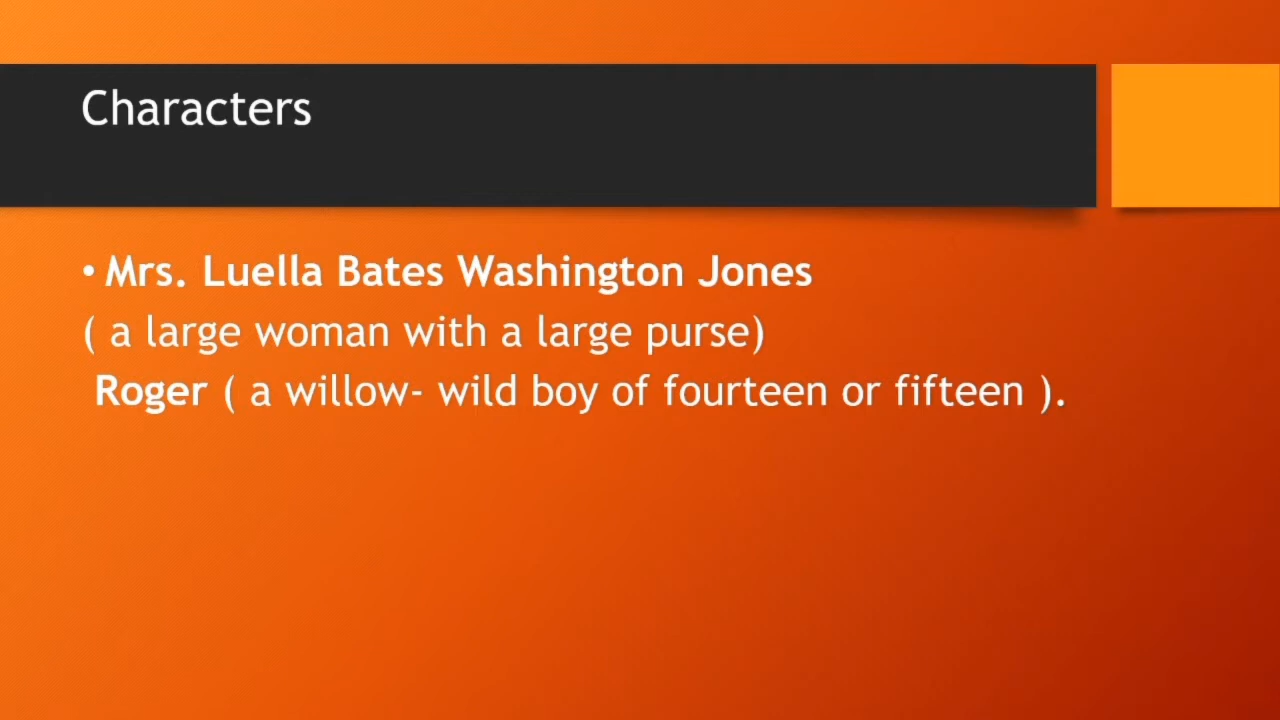 Characters
• Mrs. Luella Bates Washington Jones
( a large woman with a large purse)
Roger ( a willow- wild boy of fourteen or fifteen ).